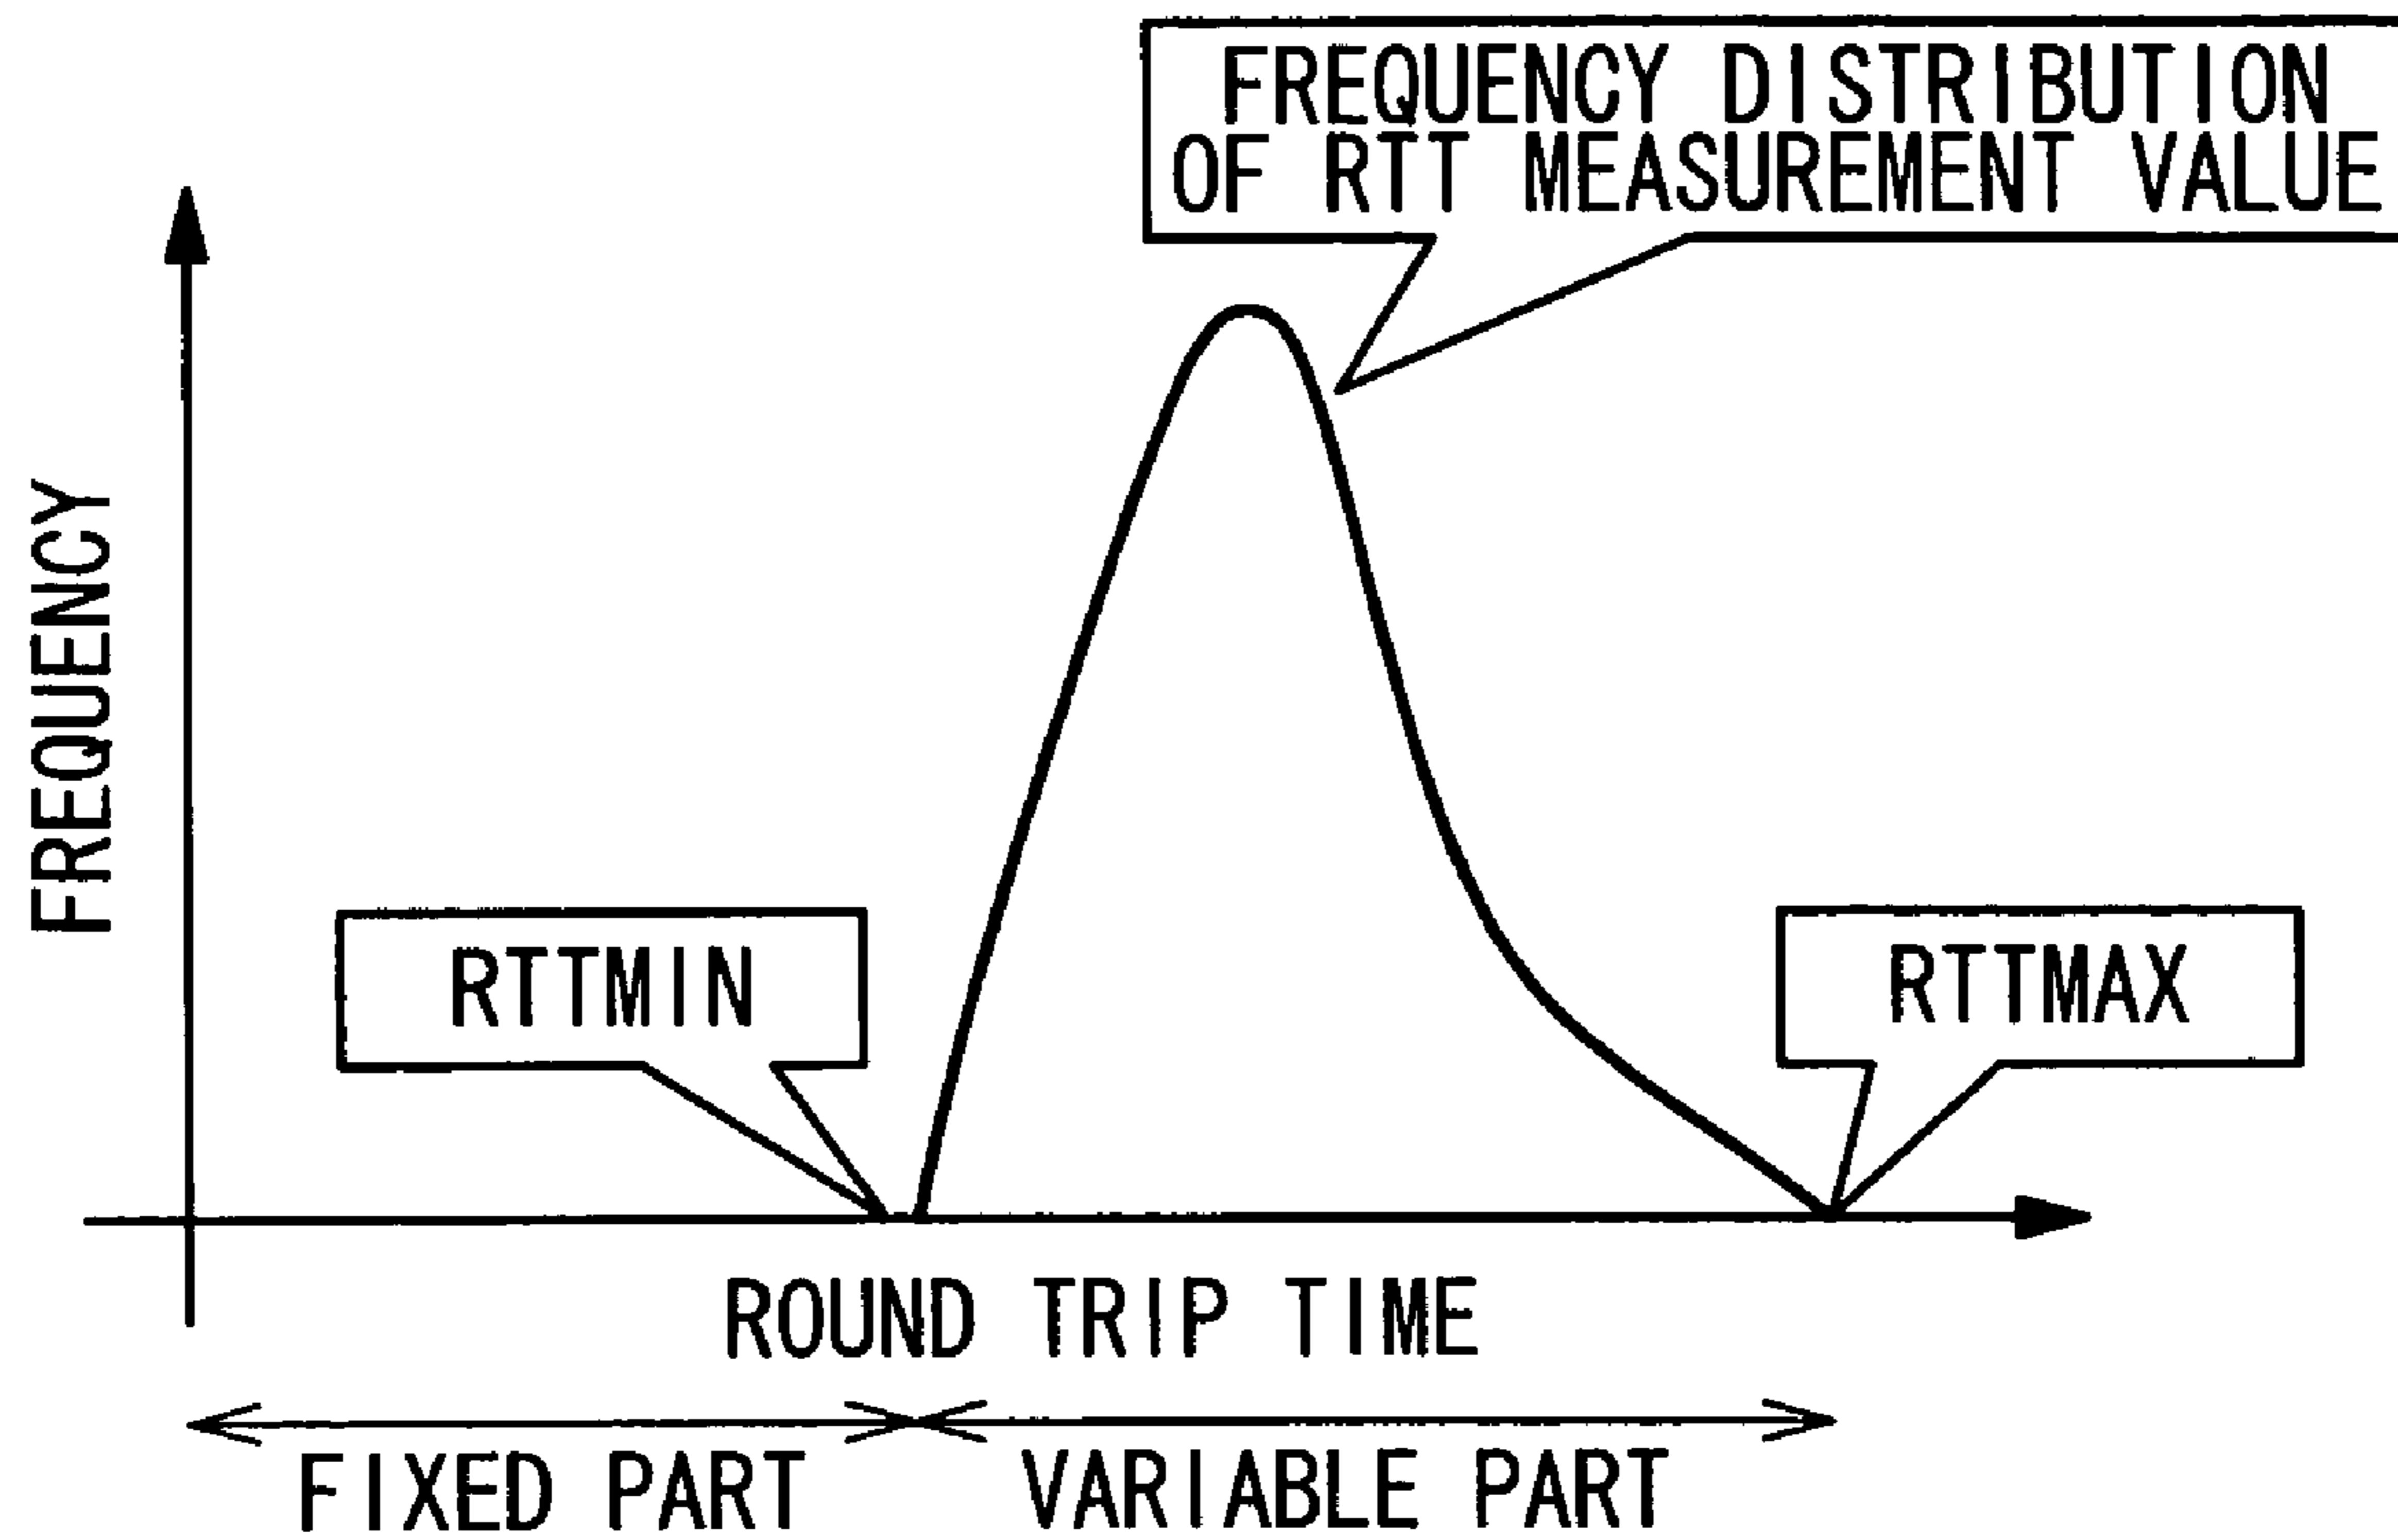 FREQUENCY DISTRIBUTION
OF RTT MEASUREMENT VALUE
FREQUENCY
RTTMIN
RTTMAX
ROUND TRIP TIME
FIXED PART
VARIABLE PART